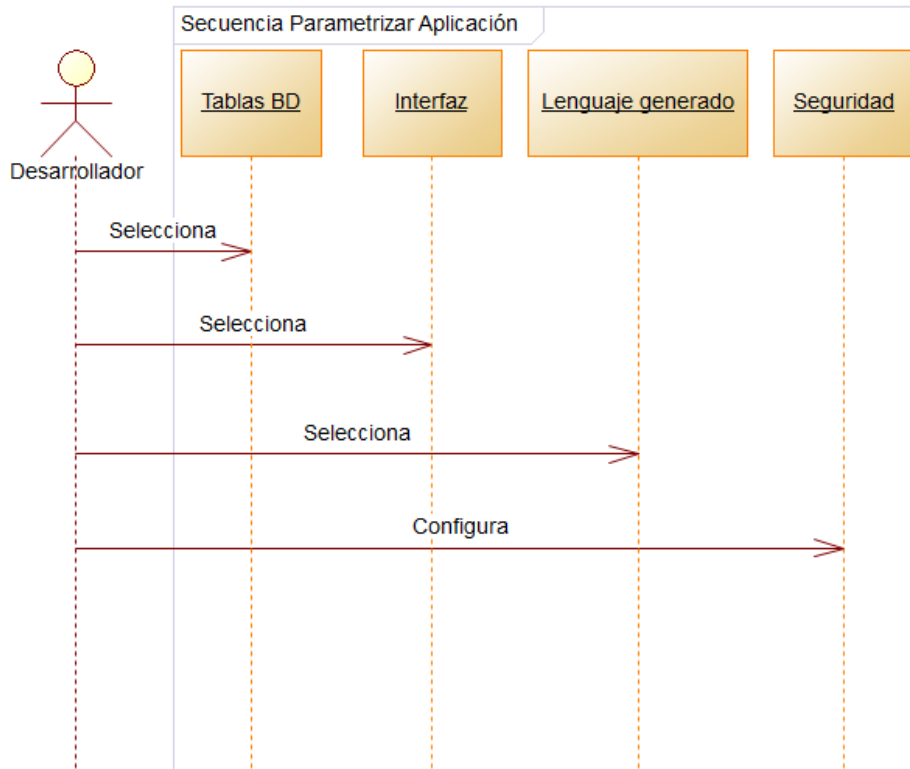 Secuencia Parametrizar Aplicación
Tablas BD
Interfaz
Lenguaje generado
Seguridad
Desarrollador
Selecciona
Selecciona
Selecciona
Configura